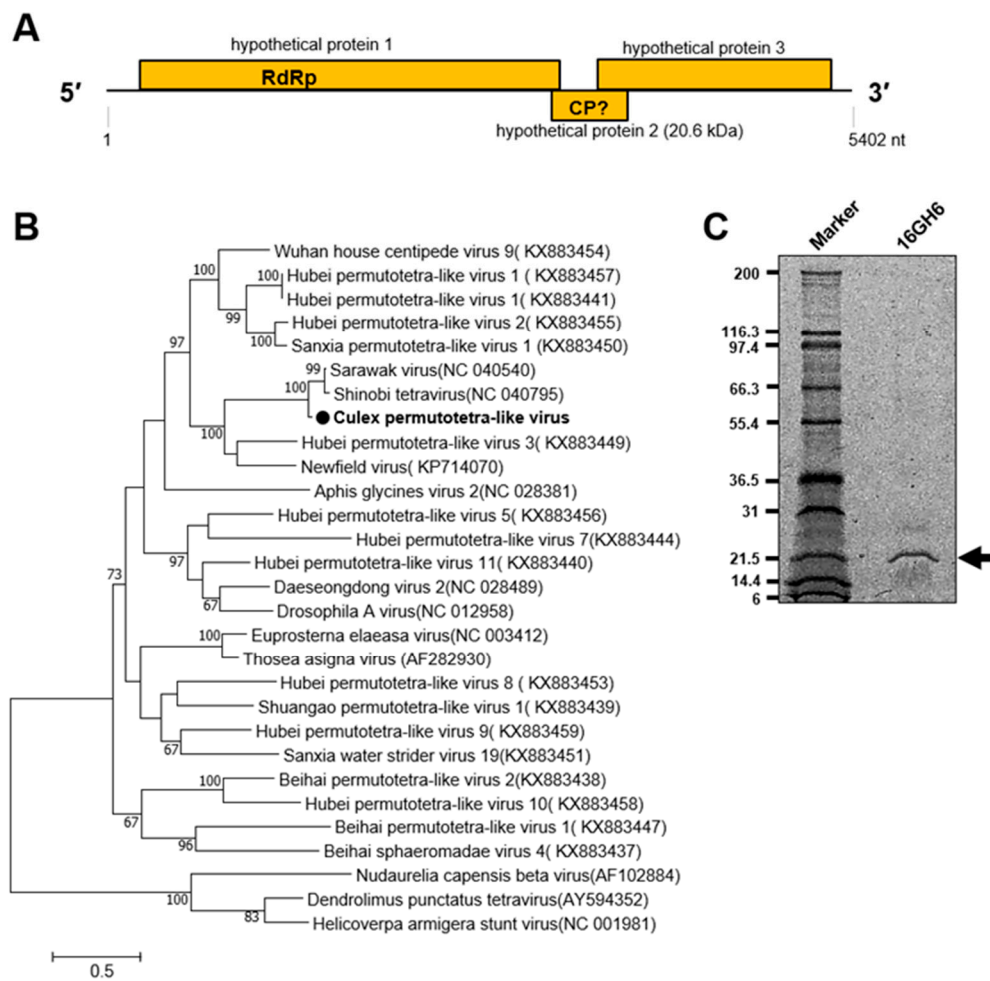 A
hypothetical protein 1
hypothetical protein 3
5′
RdRp
3′
CP?
hypothetical protein 2 (20.6 kDa)
1
5402 nt
B
Wuhan house centipede virus 9( KX883454)
100
Hubei permutotetra-like virus 1 ( KX883457)
100
Hubei permutotetra-like virus 1( KX883441)
99
Hubei permutotetra-like virus 2( KX883455)
100
Sanxia permutotetra-like virus 1 (KX883450)
97
99
Sarawak virus(NC 040540)
100
Shinobi tetravirus(NC 040795)
Culex permutotetra-like virus
100
Hubei permutotetra-like virus 3( KX883449)
Newfield virus( KP714070)
Aphis glycines virus 2(NC 028381)
Hubei permutotetra-like virus 5( KX883456)
Hubei permutotetra-like virus 7(KX883444)
97
Hubei permutotetra-like virus 11( KX883440)
73
Daeseongdong virus 2(NC 028489)
67
Drosophila A virus(NC 012958)
100
Euprosterna elaeasa virus(NC 003412)
Thosea asigna virus (AF282930)
Hubei permutotetra-like virus 8 ( KX883453)
Shuangao permutotetra-like virus 1( KX883439)
Hubei permutotetra-like virus 9( KX883459)
67
Sanxia water strider virus 19(KX883451)
100
Beihai permutotetra-like virus 2(KX883438)
Hubei permutotetra-like virus 10( KX883458)
67
Beihai permutotetra-like virus 1( KX883447)
96
Beihai sphaeromadae virus 4( KX883437)
Nudaurelia capensis beta virus(AF102884)
100
Dendrolimus punctatus tetravirus(AY594352)
83
Helicoverpa armigera stunt virus(NC 001981)
0.5
C
Marker
16GH6
200
116.3
97.4
66.3
55.4
36.5
31
21.5
14.4
6